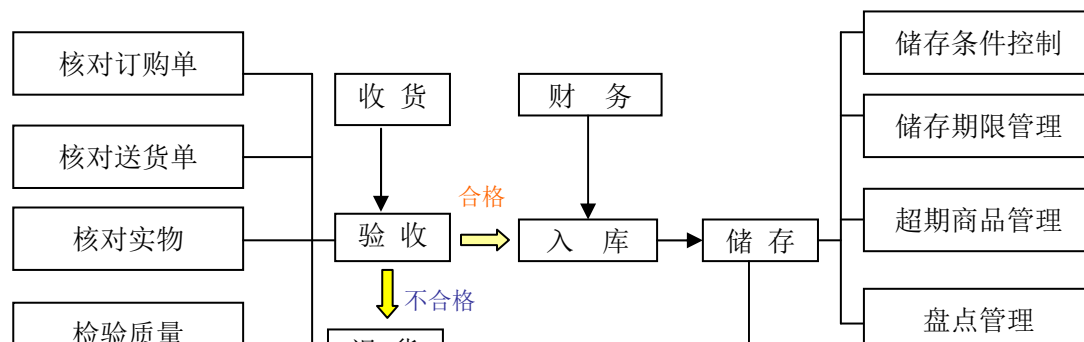 核对订购单
核对送货单
核对实物
检验质量
收 货
验 收
合格
不合格
退 货
财 务
入 库
储 存
储存条件控制
储存期限管理
超期商品管理
盘点管理